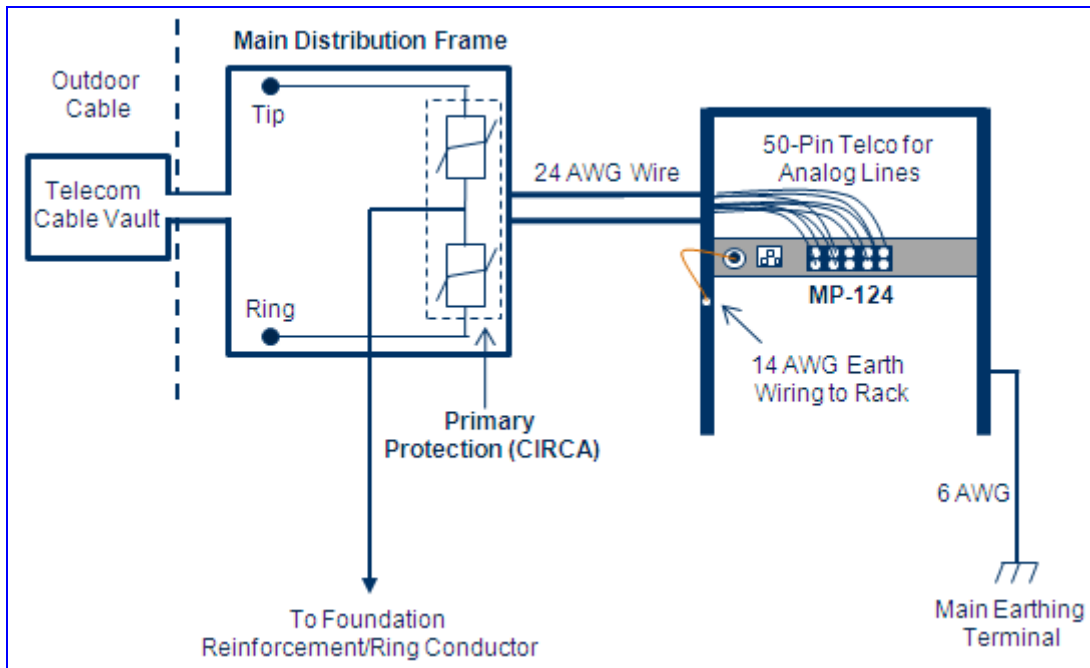 Main Distribution Frame
Outdoor
Cable
Tip
Telecom
Cable Vault
Ring
24 AWG Wire
50-Pin Telco for
Analog Lines
MP-124
14 AWG Earth
Wiring to Rack
Primary
Protection (CIRCA)
6 AWG
To Foundation
Reinforcement/Ring Conductor
Main Earthing
Terminal